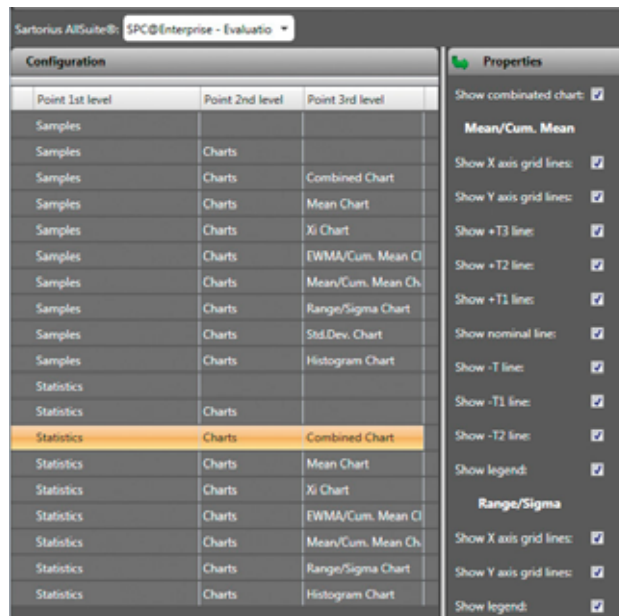 Sartorius AllSuite®: SPC@Enterprise - Evaluatio
Configuration
Point 1st level Point 2nd level Point 3rd level
Samples
Samples Charts
Samples Charts Combined Chart
Samples Charts Mean Chart
Samples Charts Xi Chart
Samples Charts EWMA/Cum. Mean Cl
Samples Charts Mean/Cum. Mean Ch
Samples Charts Range/Sigma Chart
Samples Charts Std.Dev. Chart
Samples Charts Histogram Chart
Statistics
Statistics Charts
Statistics Charts Combined Chart
Statistics Charts Mean Chart
Statistics Charts Xi Chart
Statistics Charts EWMA/Cum. Mean Cl
Statistics Charts Mean/Cum. Mean Ch
Statistics Charts Range/Sigma Chart
Statistics Charts Histogram Chart
Properties
Show combinated chart:
Mean/Cum. Mean
Show X axis grid lines:
Show Y axis grid lines:
Show +T3 line:
Show +T2 line:
Show +T1 line:
Show nominal line:
Show -T line:
Show -T1 line:
Show -T2 line:
Show legend:
Range/Sigma
Show X axis grid lines:
Show Y axis grid lines:
Show legend: